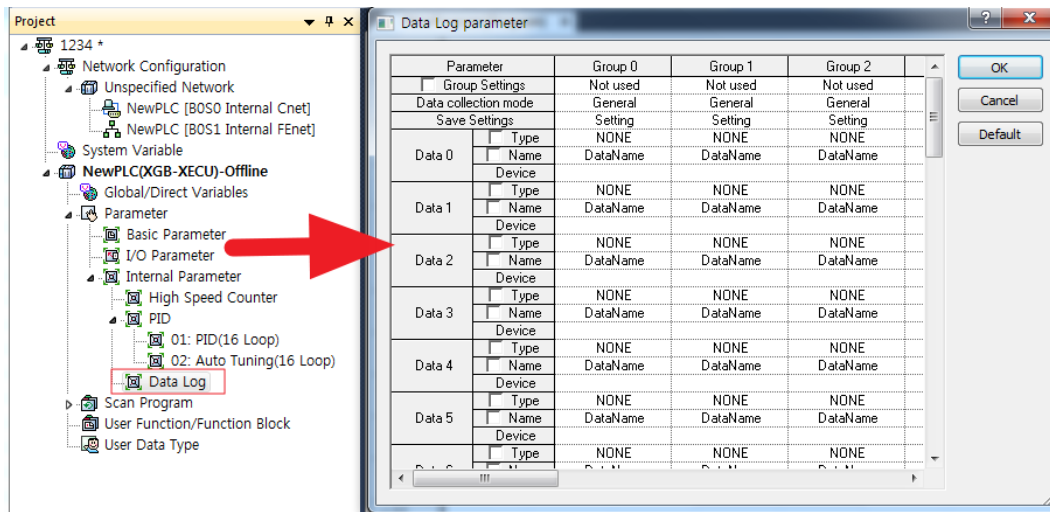 Project
1234 *
Network Configuration
Unspecified Network
NewPLC [B0S0 Internal Cnet]
NewPLC [B0S1 Internal FEnet]
System Variable
NewPLC(XGB-XECU)-Offline
Global/Direct Variables
Parameter
Basic Parameter
I/O Parameter
Internal Parameter
High Speed Counter
PID
01: PID(16 Loop)
02: Auto Tuning(16 Loop)
Data Log
Scan Program
User Function/Function Block
User Data Type
Data Log parameter
Parameter Group 0 Group 1 Group 2
Group Settings Not used Not used Not used
Data collection mode General General General
Save Settings Setting Setting Setting
Data 0 Type NONE NONE NONE
Name DataName DataName DataName
Device
Data 1 Type NONE NONE NONE
Name DataName DataName DataName
Device
Data 2 Type NONE NONE NONE
Name DataName DataName DataName
Device
Data 3 Type NONE NONE NONE
Name DataName DataName DataName
Device
Data 4 Type NONE NONE NONE
Name DataName DataName DataName
Device
Data 5 Type NONE NONE NONE
Name DataName DataName DataName
Device
Type NONE NONE NONE
OK
Cancel
Default